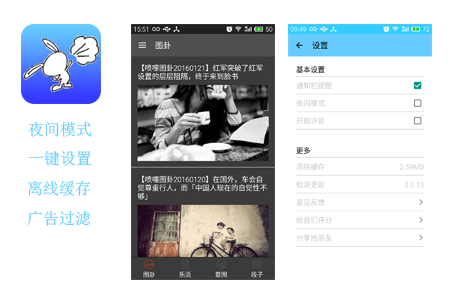 夜间模式
一键设置
离线缓存
广告过滤
15:51
50
图卦
【喷嚏图卦20160121】红军突破了红军设置的层层阻隔，终于来到脸书
【喷嚏图卦20160120】在国外，车会自觉尊重行人，而「中国人现在的自觉性不够」
图卦
乐活
意图
段子
09:49
72
设置
基本设置
通知栏提醒
夜间模式
开启评论
更多
清除缓存 2.59MB
检测更新 2.0.13
意见反馈
给我们评分
分享给朋友